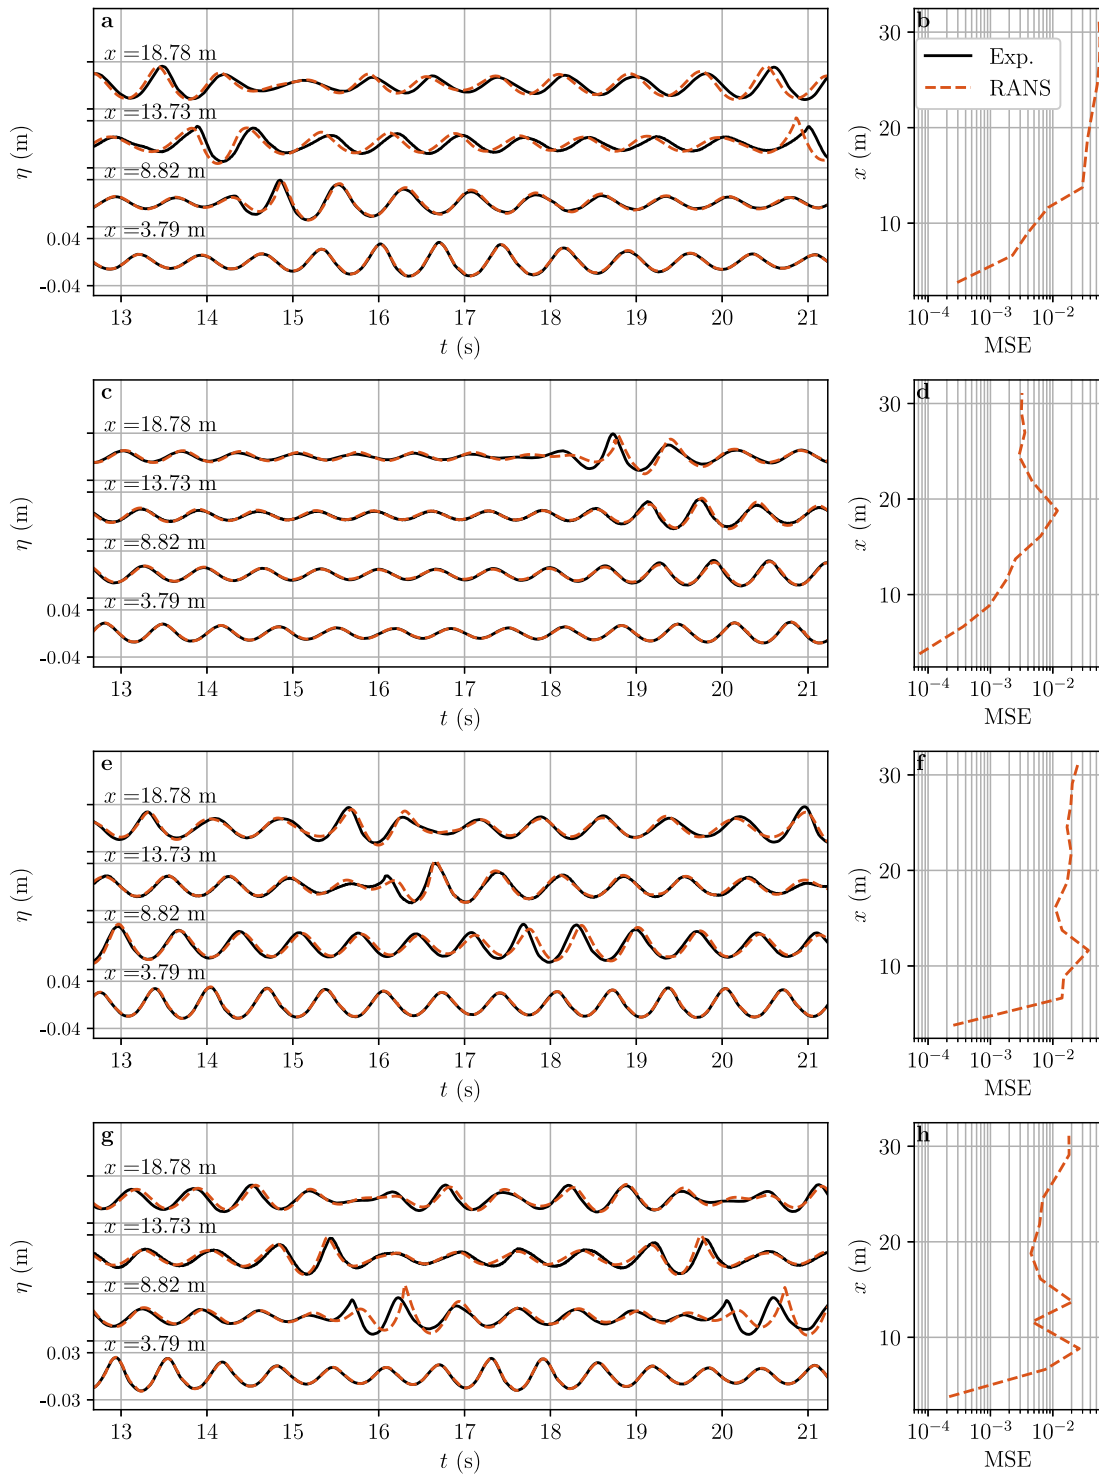 a
x =18.78 m
x =13.73 m
x =8.82 m
x =3.79 m
0.04
-0.04
η (m)
13 14 15 16 17 18 19 20 21
t (s)
b
Exp.
RANS
30
20
10
x (m)
10⁻⁴ 10⁻³ 10⁻²
MSE
c
x =18.78 m
x =13.73 m
x =8.82 m
x =3.79 m
0.04
-0.04
η (m)
13 14 15 16 17 18 19 20 21
t (s)
d
30
20
10
x (m)
10⁻⁴ 10⁻³ 10⁻²
MSE
e
x =18.78 m
x =13.73 m
x =8.82 m
x =3.79 m
0.04
-0.04
η (m)
13 14 15 16 17 18 19 20 21
t (s)
f
30
20
10
x (m)
10⁻⁴ 10⁻³ 10⁻²
MSE
g
x =18.78 m
x =13.73 m
x =8.82 m
x =3.79 m
0.03
-0.03
η (m)
13 14 15 16 17 18 19 20 21
t (s)
h
30
20
10
x (m)
10⁻⁴ 10⁻³ 10⁻²
MSE